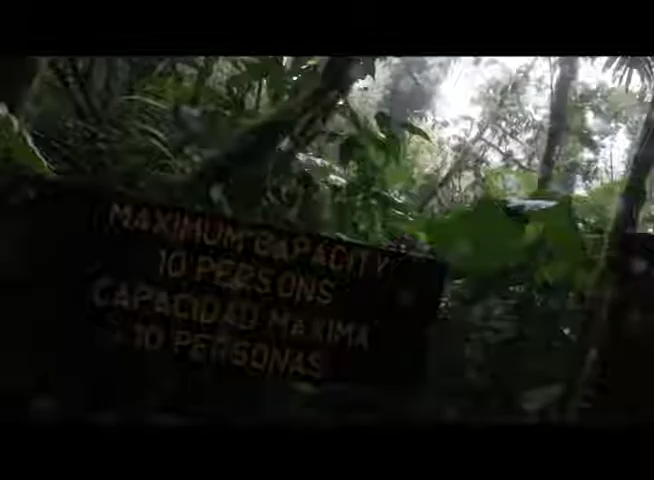 MAXIMUM CAPACITY
10 PERSONS
CAPACIDAD MAXIMA
10 PERSONAS